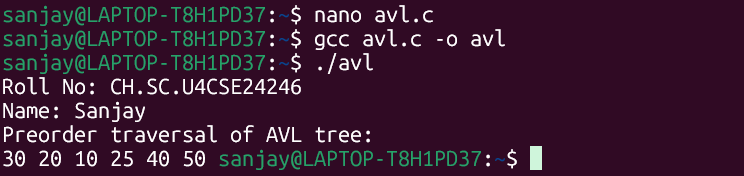 sanjay@LAPTOP-T8H1PD37:~$ nano avl.c
sanjay@LAPTOP-T8H1PD37:~$ gcc avl.c -o avl
sanjay@LAPTOP-T8H1PD37:~$ ./avl
Roll No: CH.SC.U4CSE24246
Name: Sanjay
Preorder traversal of AVL tree:
30 20 10 25 40 50 sanjay@LAPTOP-T8H1PD37:~$